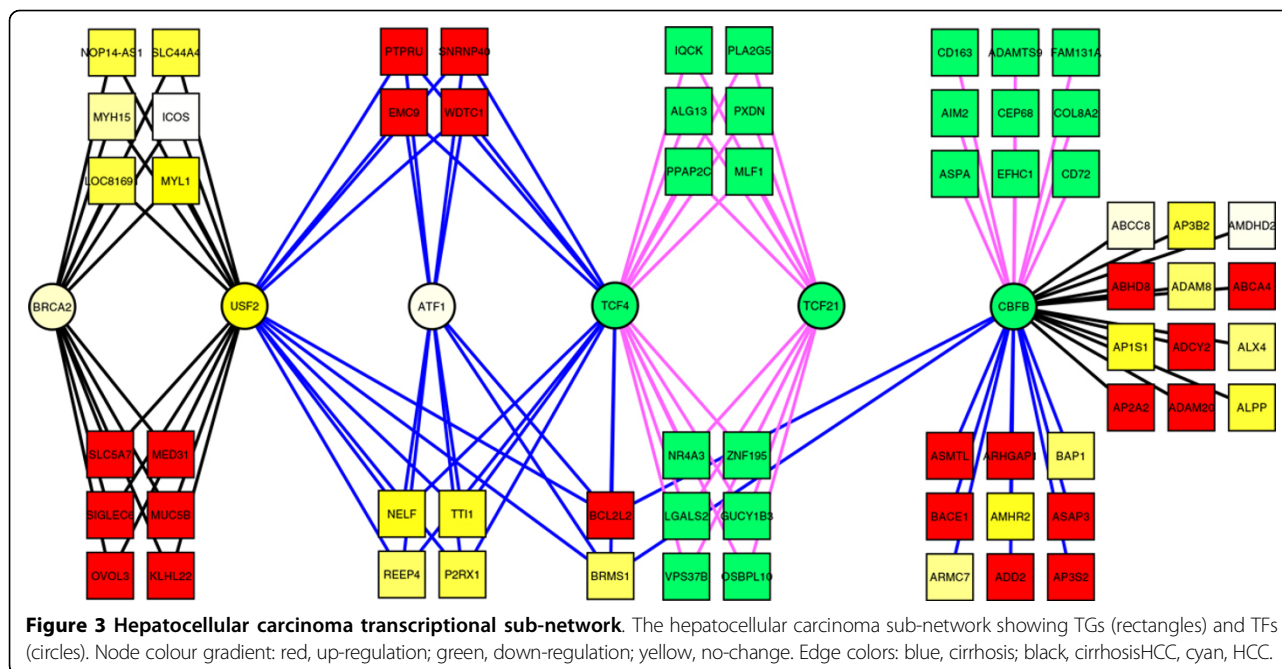 NOP14-AS1 SLC44A4
PTPRU SNRNP40
IQCK PLA2G5
CD163 ADAMTS9 FAM131A
MYH15 ICOS
EMC9 WDTC1
ALG13 PXDN
AIM2 CEP68 COL8A2
LOC81691 MYL1
PPAP2C MLF1
ASPA EFHC1 CD72
ABCC8 AP3B2 AMDHD2
ABHD8 ADAM8 ABCA4
BRCA2 USF2 ATF1 TCF4 TCF21 CBFB
AP1S1 ADCY2 ALX4
AP2A2 ADAM20 ALPP
SLC5A7 MED31
NR4A3 ZNF195
ASMTL ARHGAP1 BAP1
SIGLEC6 MUC5B
NELF TTI1
BCL2L2
LGALS2 GUCY1B3
BACE1 AMHR2 ASAP3
OVOL3 KLHL22
REEP4 P2RX1
BRMS1
VPS37B OSBPL10
ARMC7 ADD2 AP3S2
Figure 3 Hepatocellular carcinoma transcriptional sub-network. The hepatocellular carcinoma sub-network showing TGs (rectangles) and TFs
(circles). Node colour gradient: red, up-regulation; green, down-regulation; yellow, no-change. Edge colors: blue, cirrhosis; black, cirrhosisHCC, cyan, HCC.